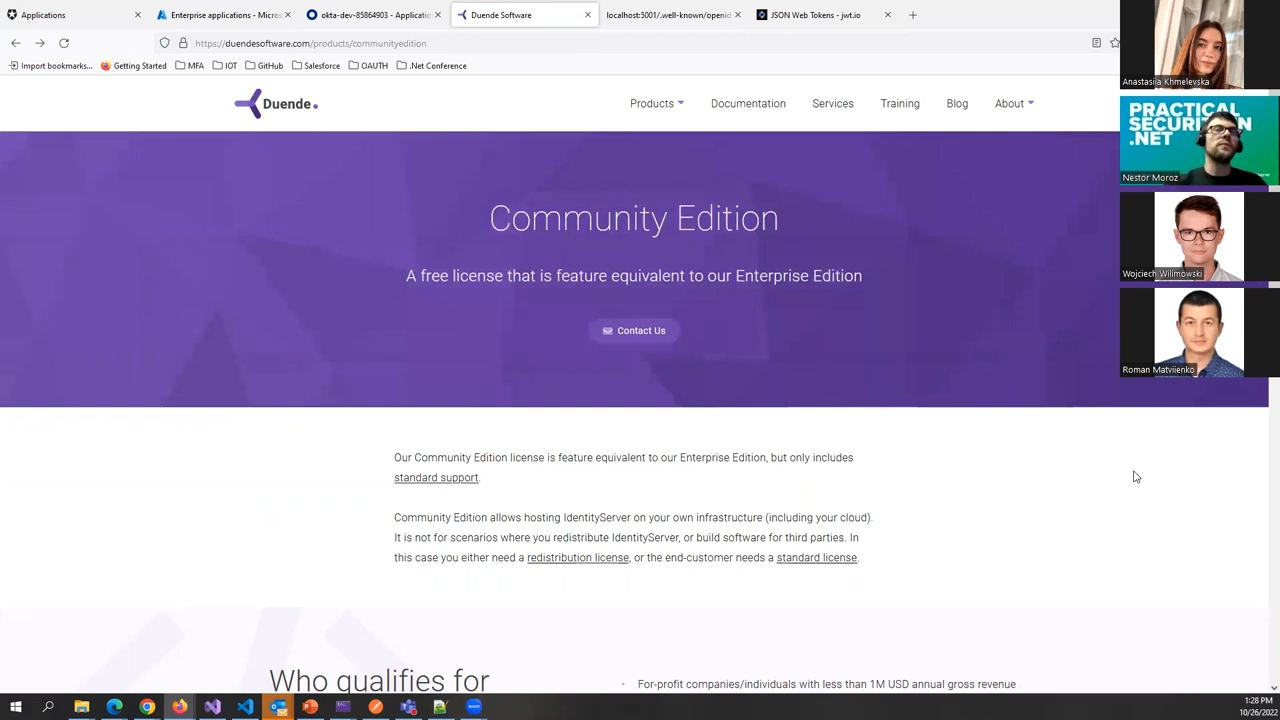 Applications
Enterprise applications - Micros
okta-dev-85864903 - Application
Duende Software
localhost:5001/.well-known/openid
JSON Web Tokens - jwt.io
https://duendesoftware.com/products/communityedition
Import bookmarks...
Getting Started
MFA
IOT
GitHub
Salesforce
OAUTH
.Net Conference
Duende
Products
Documentation
Services
Training
Blog
About
Community Edition
A free license that is feature equivalent to our Enterprise Edition
Contact Us
Our Community Edition license is feature equivalent to our Enterprise Edition, but only includes
standard support.
Community Edition allows hosting IdentityServer on your own infrastructure (including your cloud).
It is not for scenarios where you redistribute IdentityServer, or build software for third parties. In
this case you either need a redistribution license, or the end-customer needs a standard license.
Who qualifies for
For-profit companies/individuals with less than 1M USD annual gross revenue
Anastasiia Khmelevska
PRACTICAL
SECURIT N
.NET
Nestor Moroz
Wojciech Wilimowski
Roman Matviienko
1:28 PM
10/26/2022